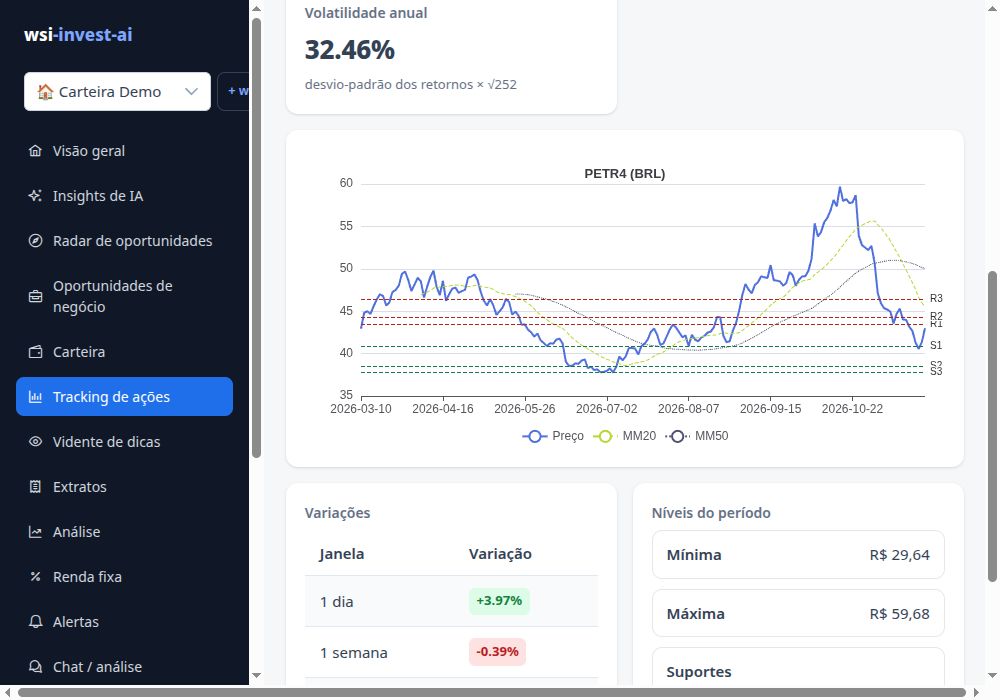 wsi-invest-ai
Carteira Demo
+ w
Visão geral
Insights de IA
Radar de oportunidades
Oportunidades de
negócio
Carteira
Tracking de ações
Vidente de dicas
Extratos
Análise
Renda fixa
Alertas
Chat / análise
Volatilidade anual
32.46%
desvio-padrão dos retornos × √252
PETR4 (BRL)
60
55
50
45
40
35
R3
R2
R1
S1
S2
S3
2026-03-10 2026-04-16 2026-05-26 2026-07-02 2026-08-07 2026-09-15 2026-10-22
Preço MM20 MM50
Variações
Janela Variação
1 dia +3.97%
1 semana -0.39%
Níveis do período
Mínima R$ 29,64
Máxima R$ 59,68
Suportes